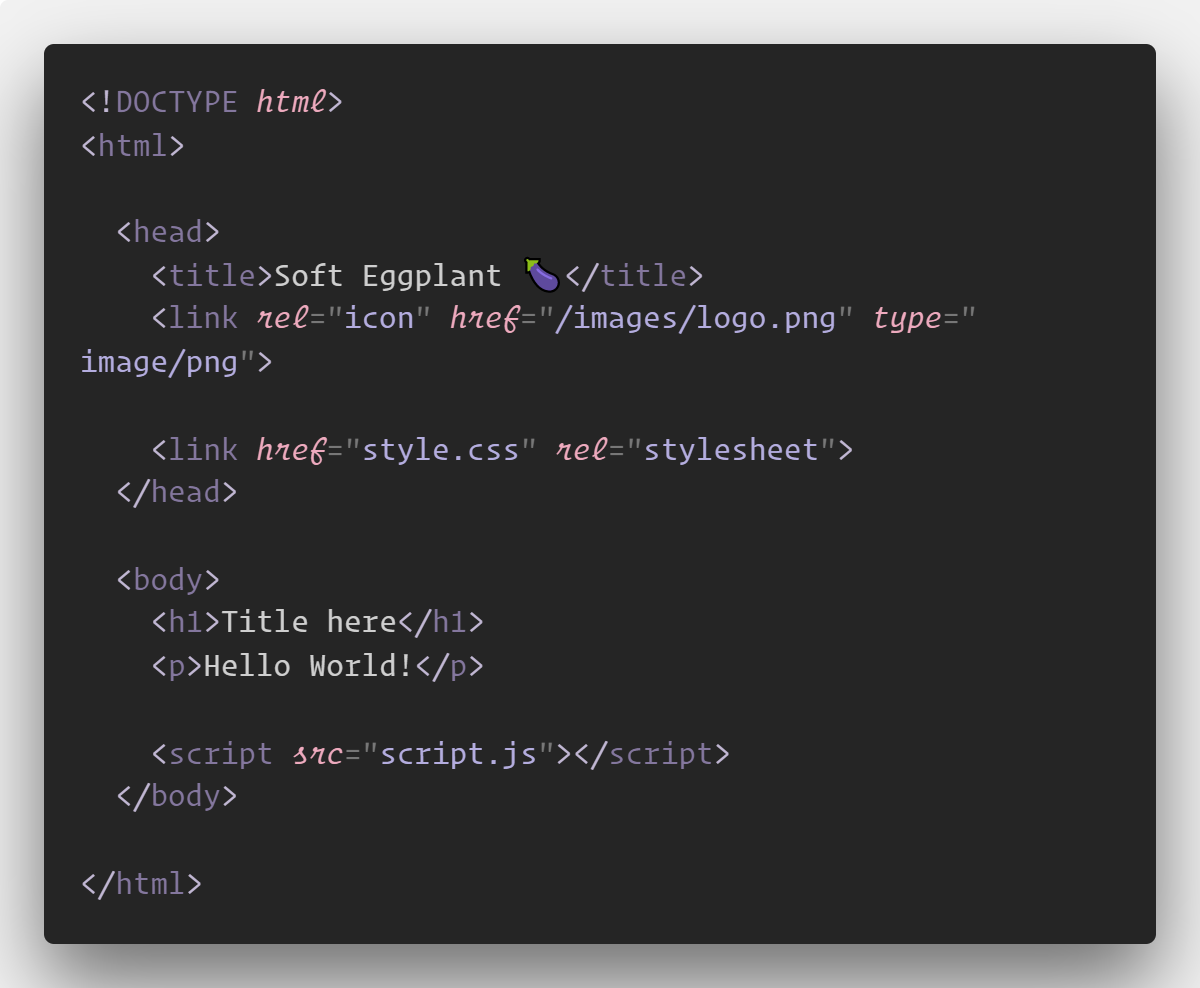 <!DOCTYPE html>
<html>
<head>
<title>Soft Eggplant 🍆</title>
<link rel="icon" href="/images/logo.png" type="
image/png">
<link href="style.css" rel="stylesheet">
</head>
<body>
<h1>Title here</h1>
<p>Hello World!</p>
<script src="script.js"></script>
</body>
</html>